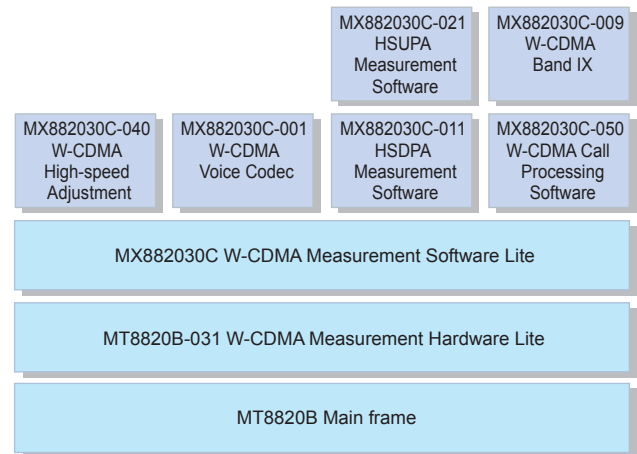 MX882030C-021
HSUPA
Measurement
Software
MX882030C-009
W-CDMA
Band IX
MX882030C-040
W-CDMA
High-speed
Adjustment
MX882030C-001
W-CDMA
Voice Codec
MX882030C-011
HSDPA
Measurement
Software
MX882030C-050
W-CDMA Call
Processing
Software
MX882030C W-CDMA Measurement Software Lite
MT8820B-031 W-CDMA Measurement Hardware Lite
MT8820B Main frame